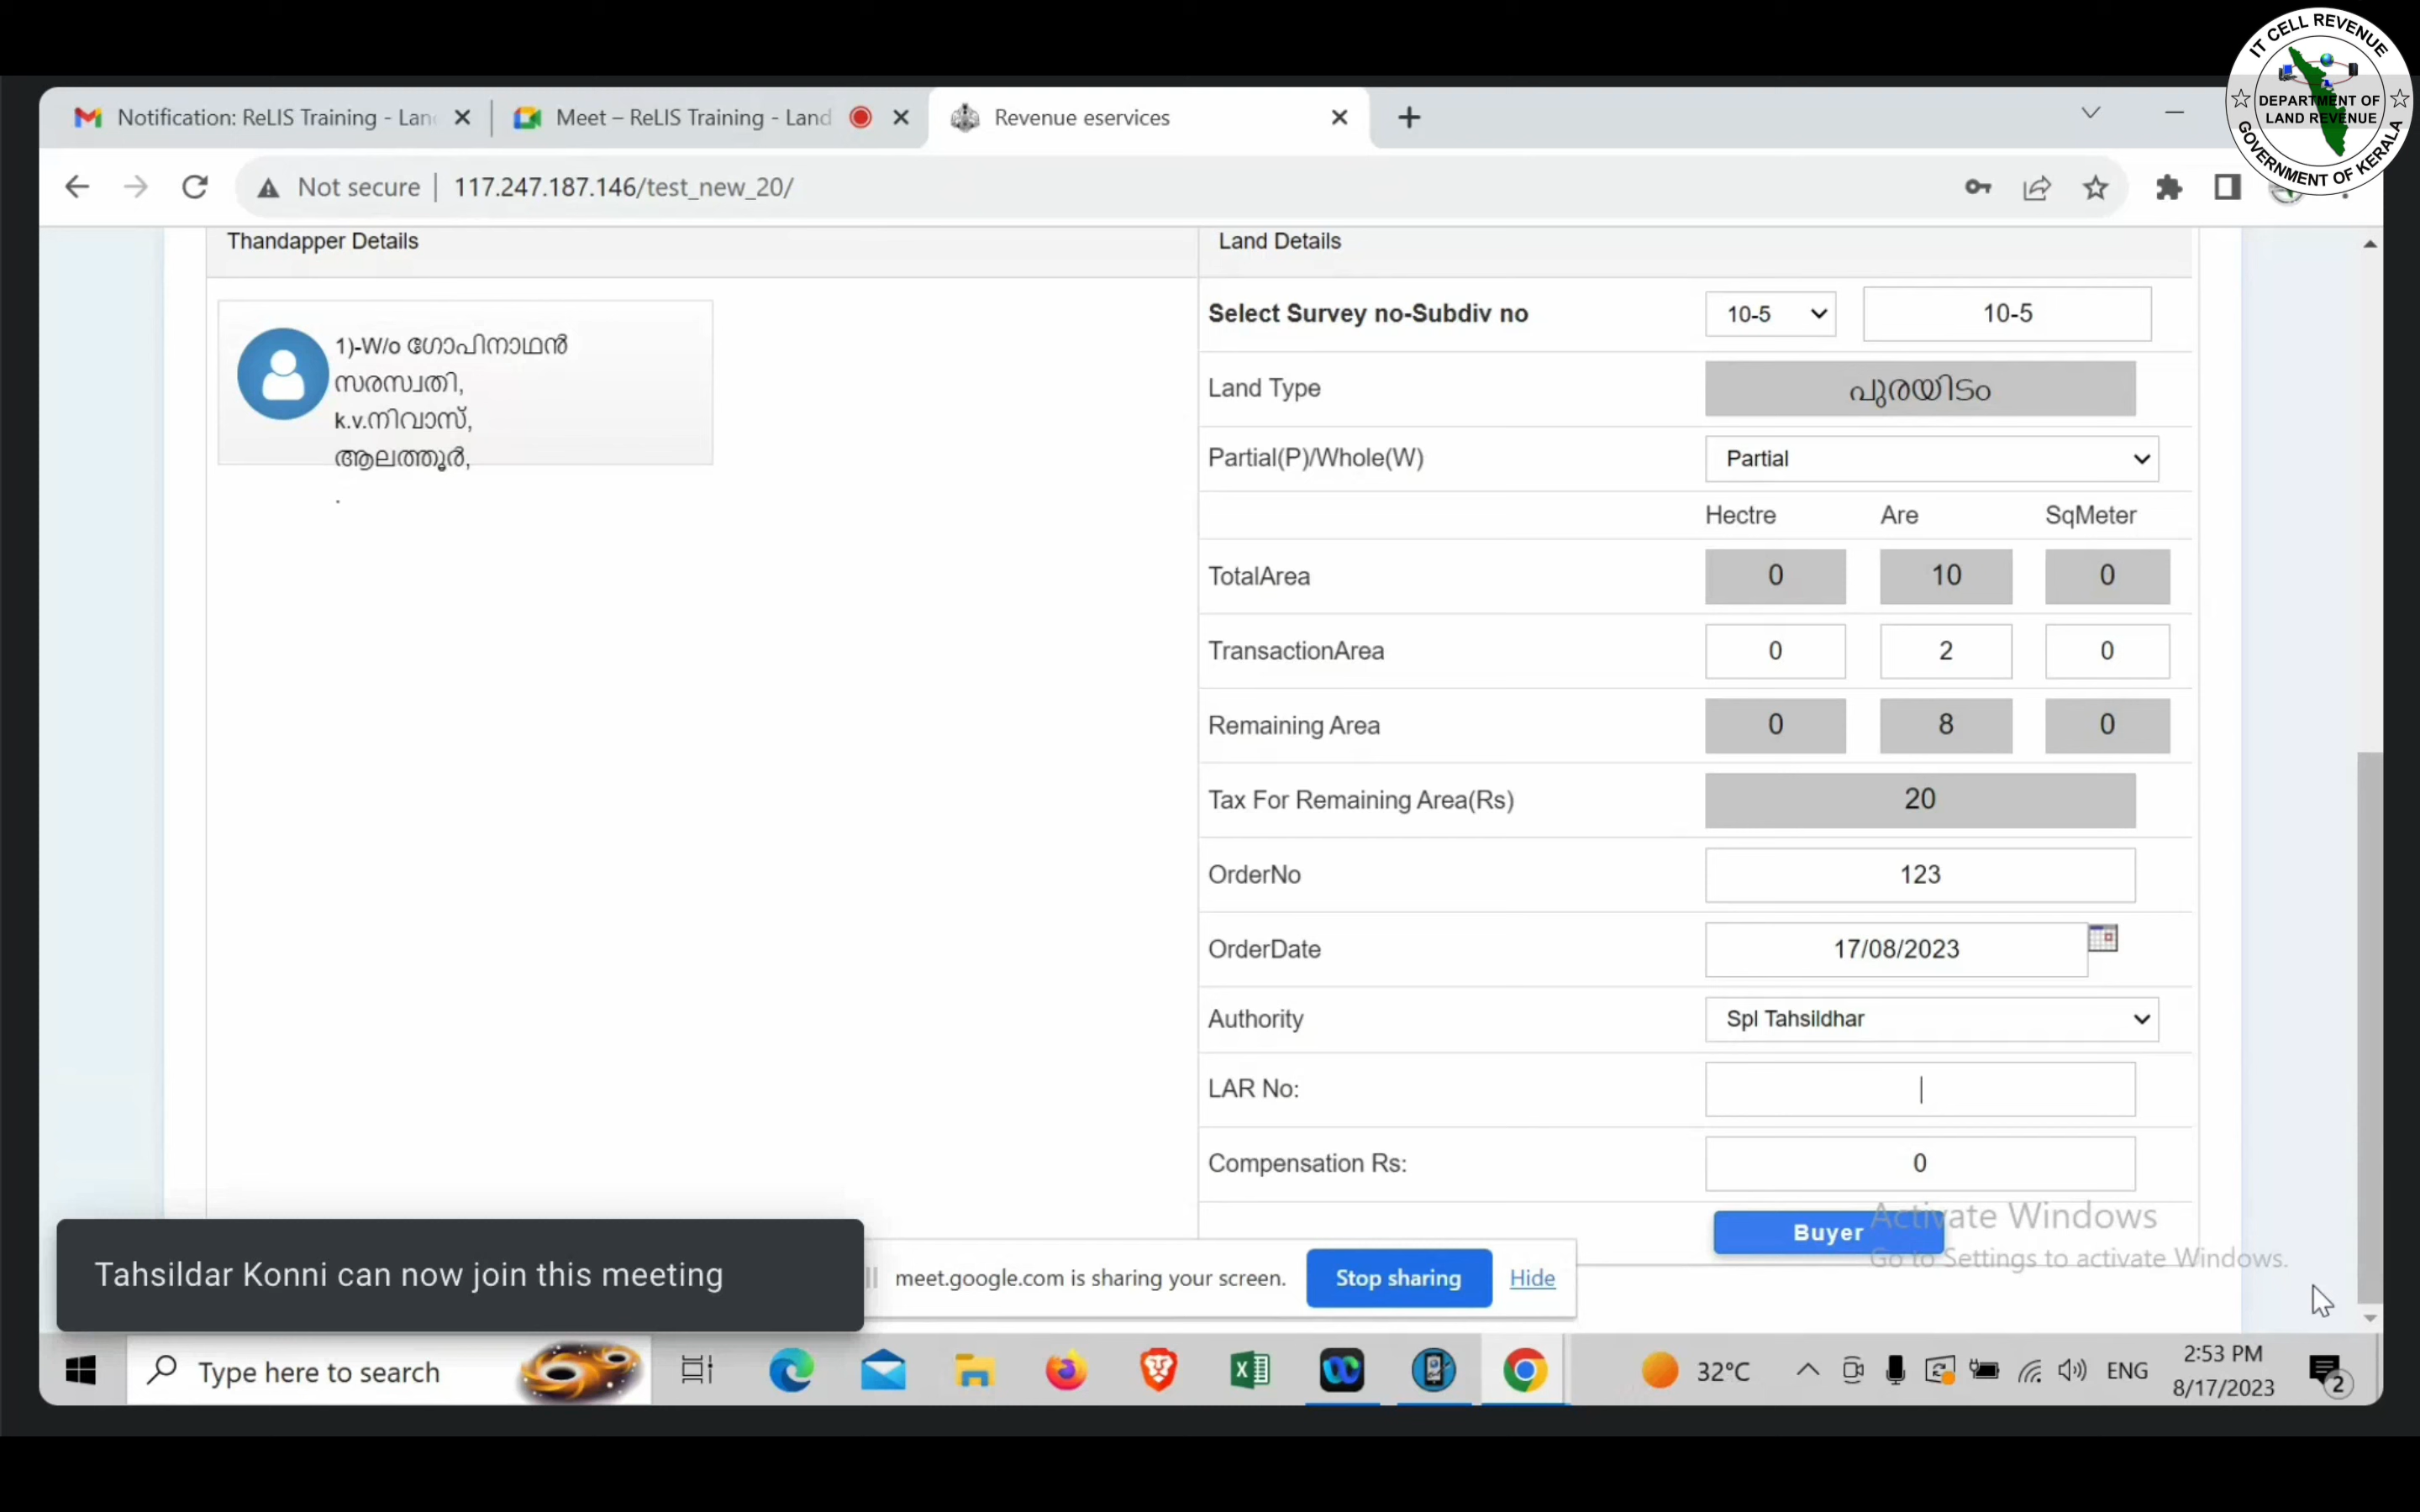 IT CELL REVENUE
DEPARTMENT OF
LAND REVENUE
GOVERNMENT OF KERALA
Notification: ReLIS Training - Lan
Meet – ReLIS Training - Land
Revenue eservices
Not secure
117.247.187.146/test_new_20/
Thandapper Details
Land Details
1)-W/o ഗോപിനാഥൻ
സരസ്വതി,
k.v.നിവാസ്,
ആലത്തൂർ,
.
Select Survey no-Subdiv no 10-5 10-5
Land Type പുരയിടം
Partial(P)/Whole(W) Partial
Hectre Are SqMeter
TotalArea 0 10 0
TransactionArea 0 2 0
Remaining Area 0 8 0
Tax For Remaining Area(Rs) 20
OrderNo 123
OrderDate 17/08/2023
Authority Spl Tahsildhar
LAR No:
Compensation Rs: 0
Buyer
Activate Windows
Go to Settings to activate Windows.
Tahsildar Konni can now join this meeting
meet.google.com is sharing your screen. Stop sharing Hide
Type here to search
32°C
ENG
2:53 PM
8/17/2023
2